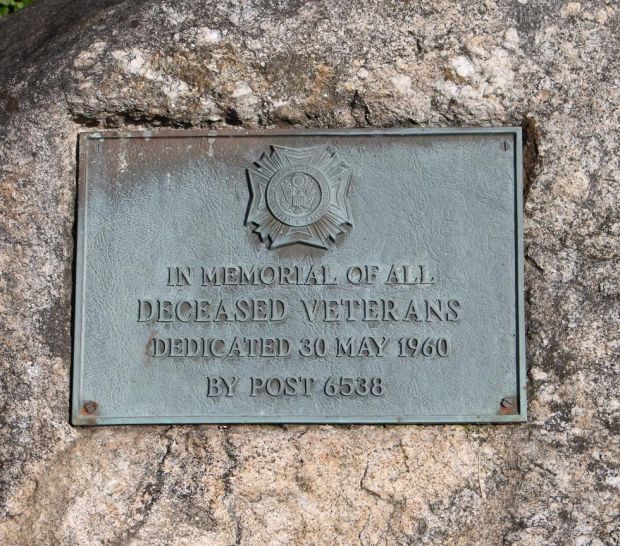 IN MEMORIAL OF ALL
DECEASED VETERANS
DEDICATED 30 MAY 1960
BY POST 6538